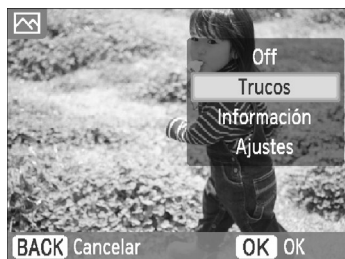 Off
Trucos
Información
Ajustes
BACK Cancelar
OK OK